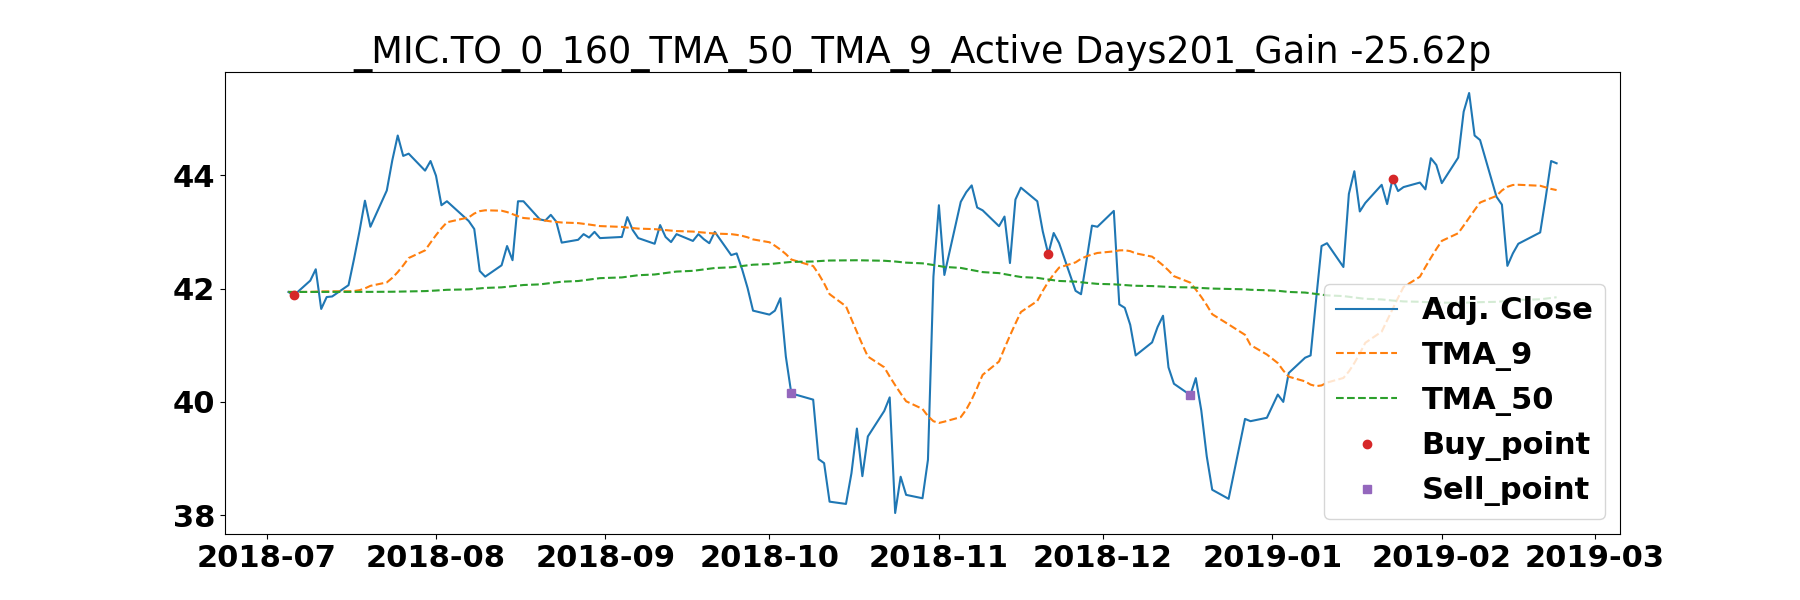 _MIC.TO_0_160_TMA_50_TMA_9_Active Days201_Gain -25.62p
44
42
40
38
2018-07 2018-08 2018-09 2018-10 2018-11 2018-12 2019-01 2019-02 2019-03
Adj. Close
TMA_9
TMA_50
Buy_point
Sell_point